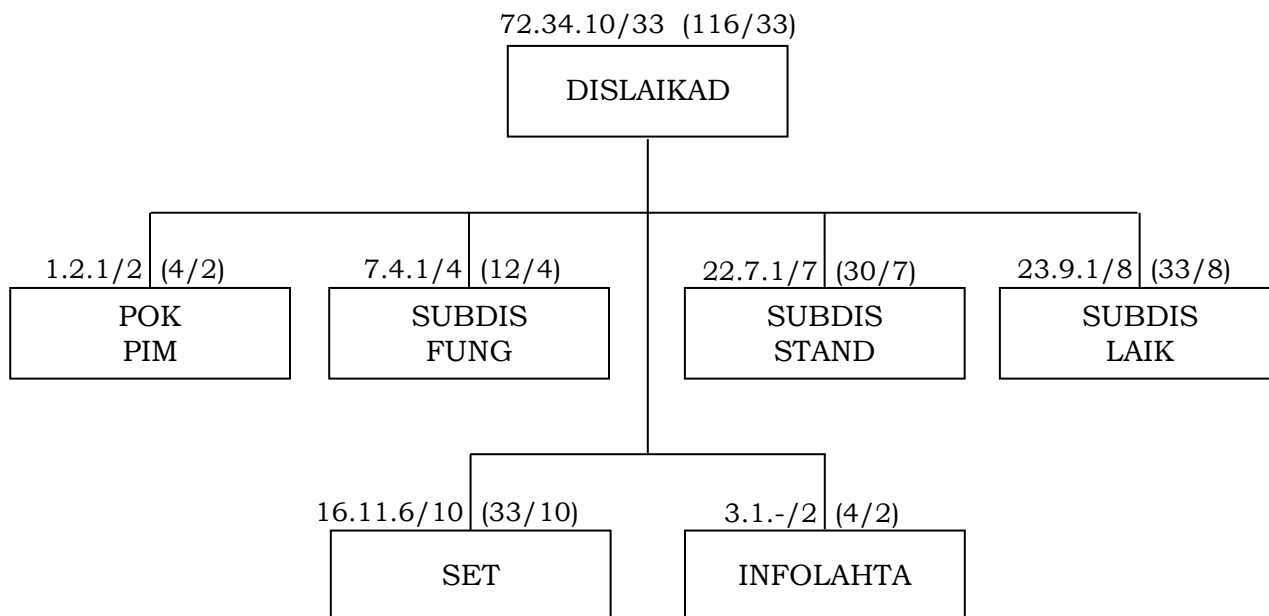 72.34.10/33 (116/33)
DISLAIKAD
1.2.1/2 (4/2)
POK
PIM
7.4.1/4 (12/4)
SUBDIS
FUNG
22.7.1/7 (30/7)
SUBDIS
STAND
23.9.1/8 (33/8)
SUBDIS
LAIK
16.11.6/10 (33/10)
SET
3.1.-/2 (4/2)
INFOLAHTA